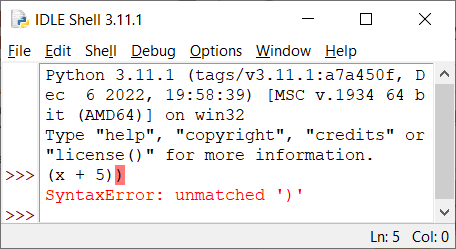 IDLE Shell 3.11.1
File Edit Shell Debug Options Window Help
Python 3.11.1 (tags/v3.11.1:a7a450f, D
ec  6 2022, 19:58:39) [MSC v.1934 64 b
it (AMD64)] on win32
Type "help", "copyright", "credits" or
"license()" for more information.
>>> (x + 5))
SyntaxError: unmatched ')'
>>>
Ln: 5 Col: 0